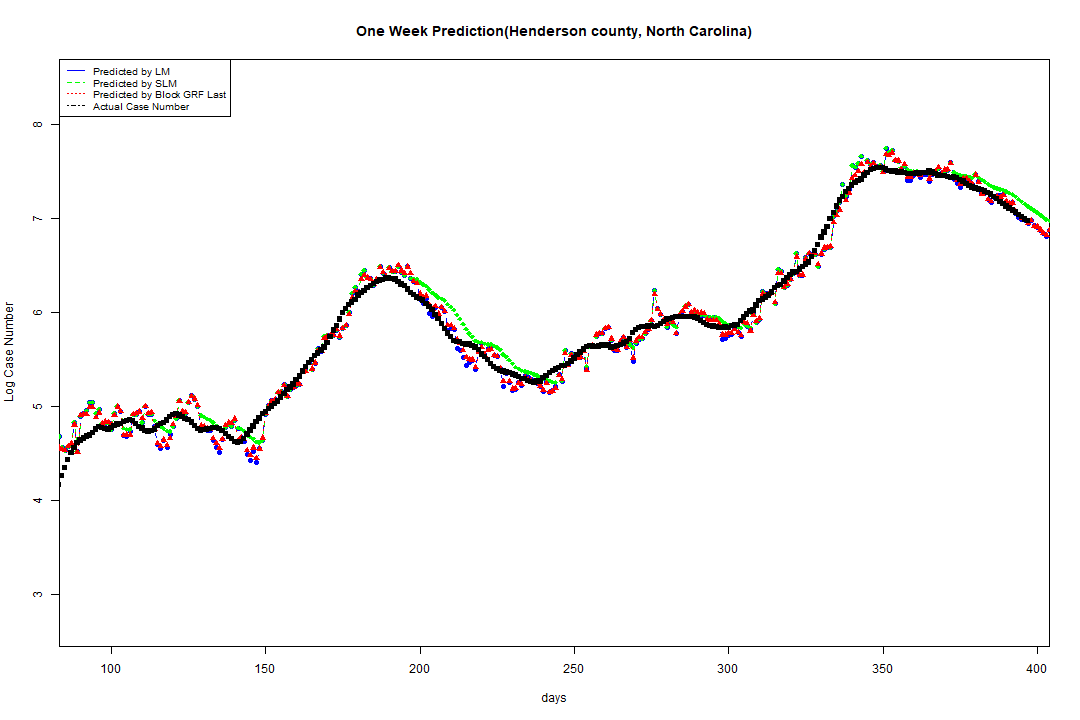 One Week Prediction(Henderson county, North Carolina)
Predicted by LM
Predicted by SLM
Predicted by Block GRF Last
Actual Case Number
Log Case Number
8
7
6
5
4
3
100 150 200 250 300 350 400
days